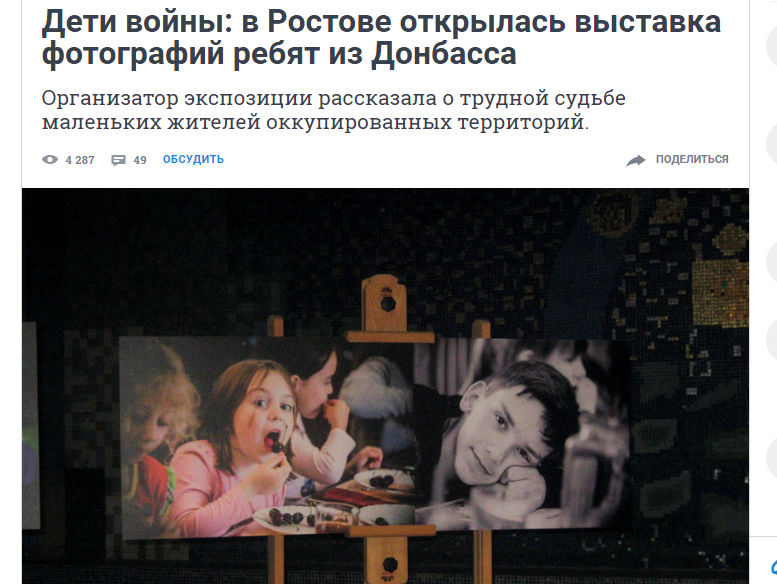 Дети войны: в Ростове открылась выставка
фотографий ребят из Донбасса
Организатор экспозиции рассказала о трудной судьбе
маленьких жителей оккупированных территорий.
4 287 49 ОБСУДИТЬ ПОДЕЛИТЬСЯ